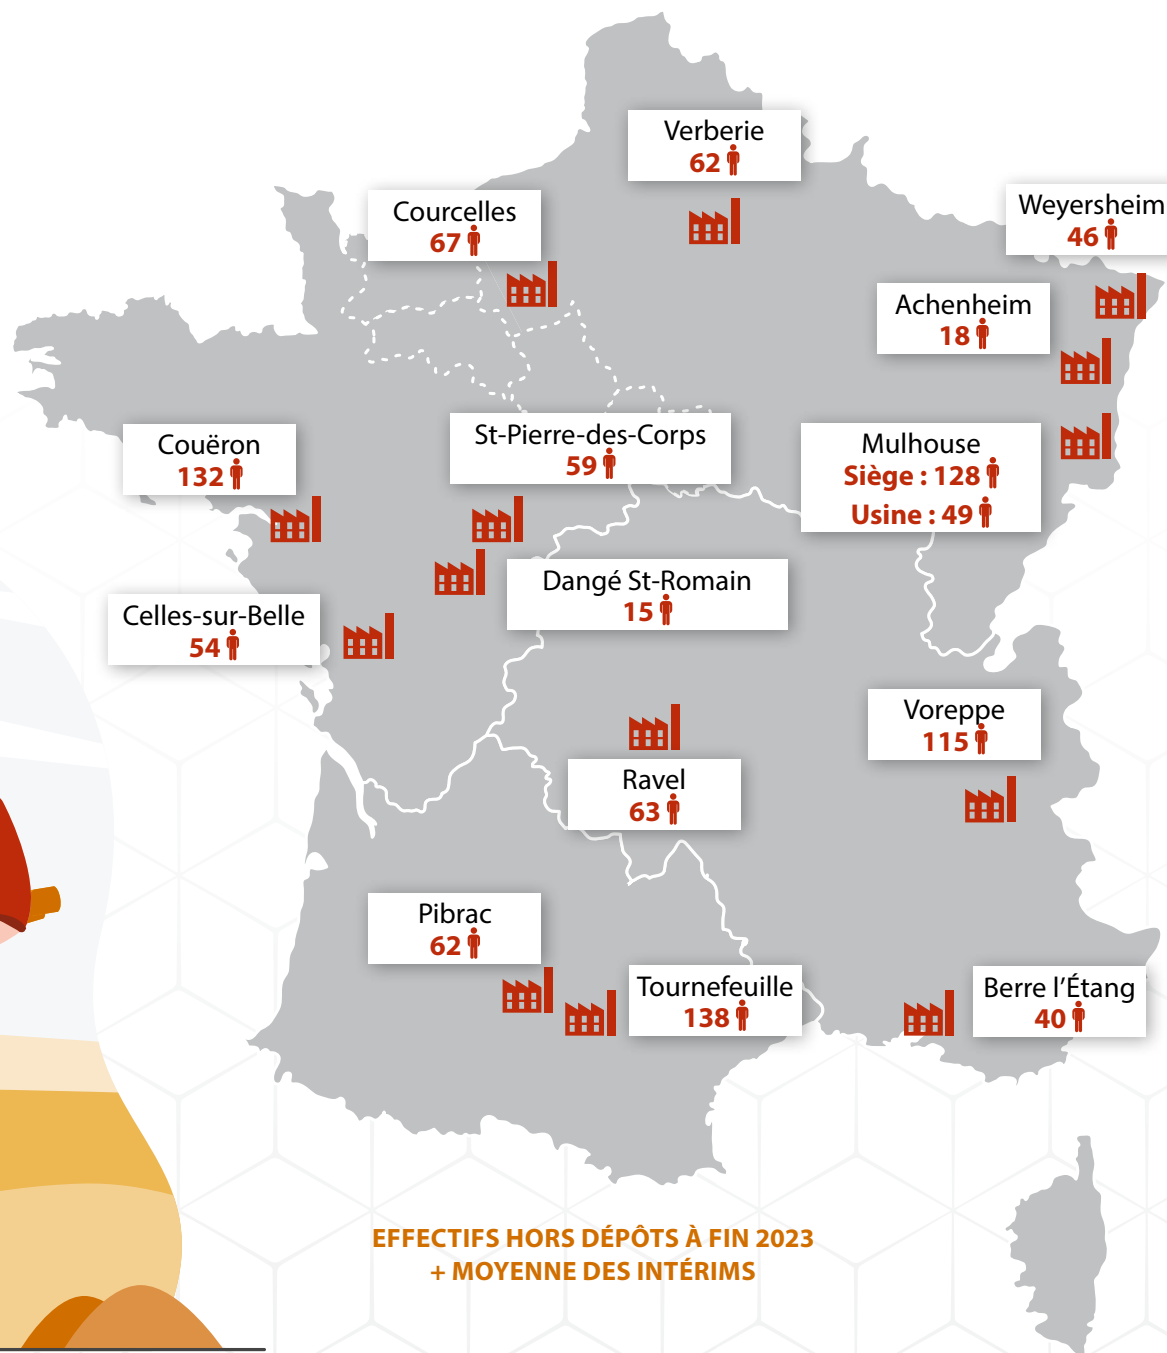 Verberie
62
Courcelles
67
Weyersheim
46
Achenheim
18
Couëron
132
St-Pierre-des-Corps
59
Mulhouse
Siège : 128
Usine : 49
Dangé St-Romain
15
Celles-sur-Belle
54
Voreppe
115
Ravel
63
Pibrac
62
Tournefeuille
138
Berre l'Étang
40
EFFECTIFS HORS DÉPÔTS À FIN 2023
+ MOYENNE DES INTÉRIMS